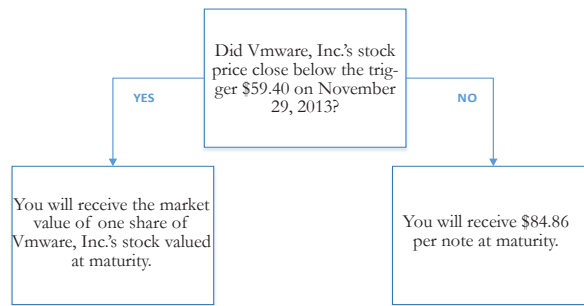 Did Vmware, Inc.'s stock
price close below the trig-
ger $59.40 on November
29, 2013?
YES
NO
You will receive the market
value of one share of
Vmware, Inc.'s stock valued
at maturity.
You will receive $84.86
per note at maturity.